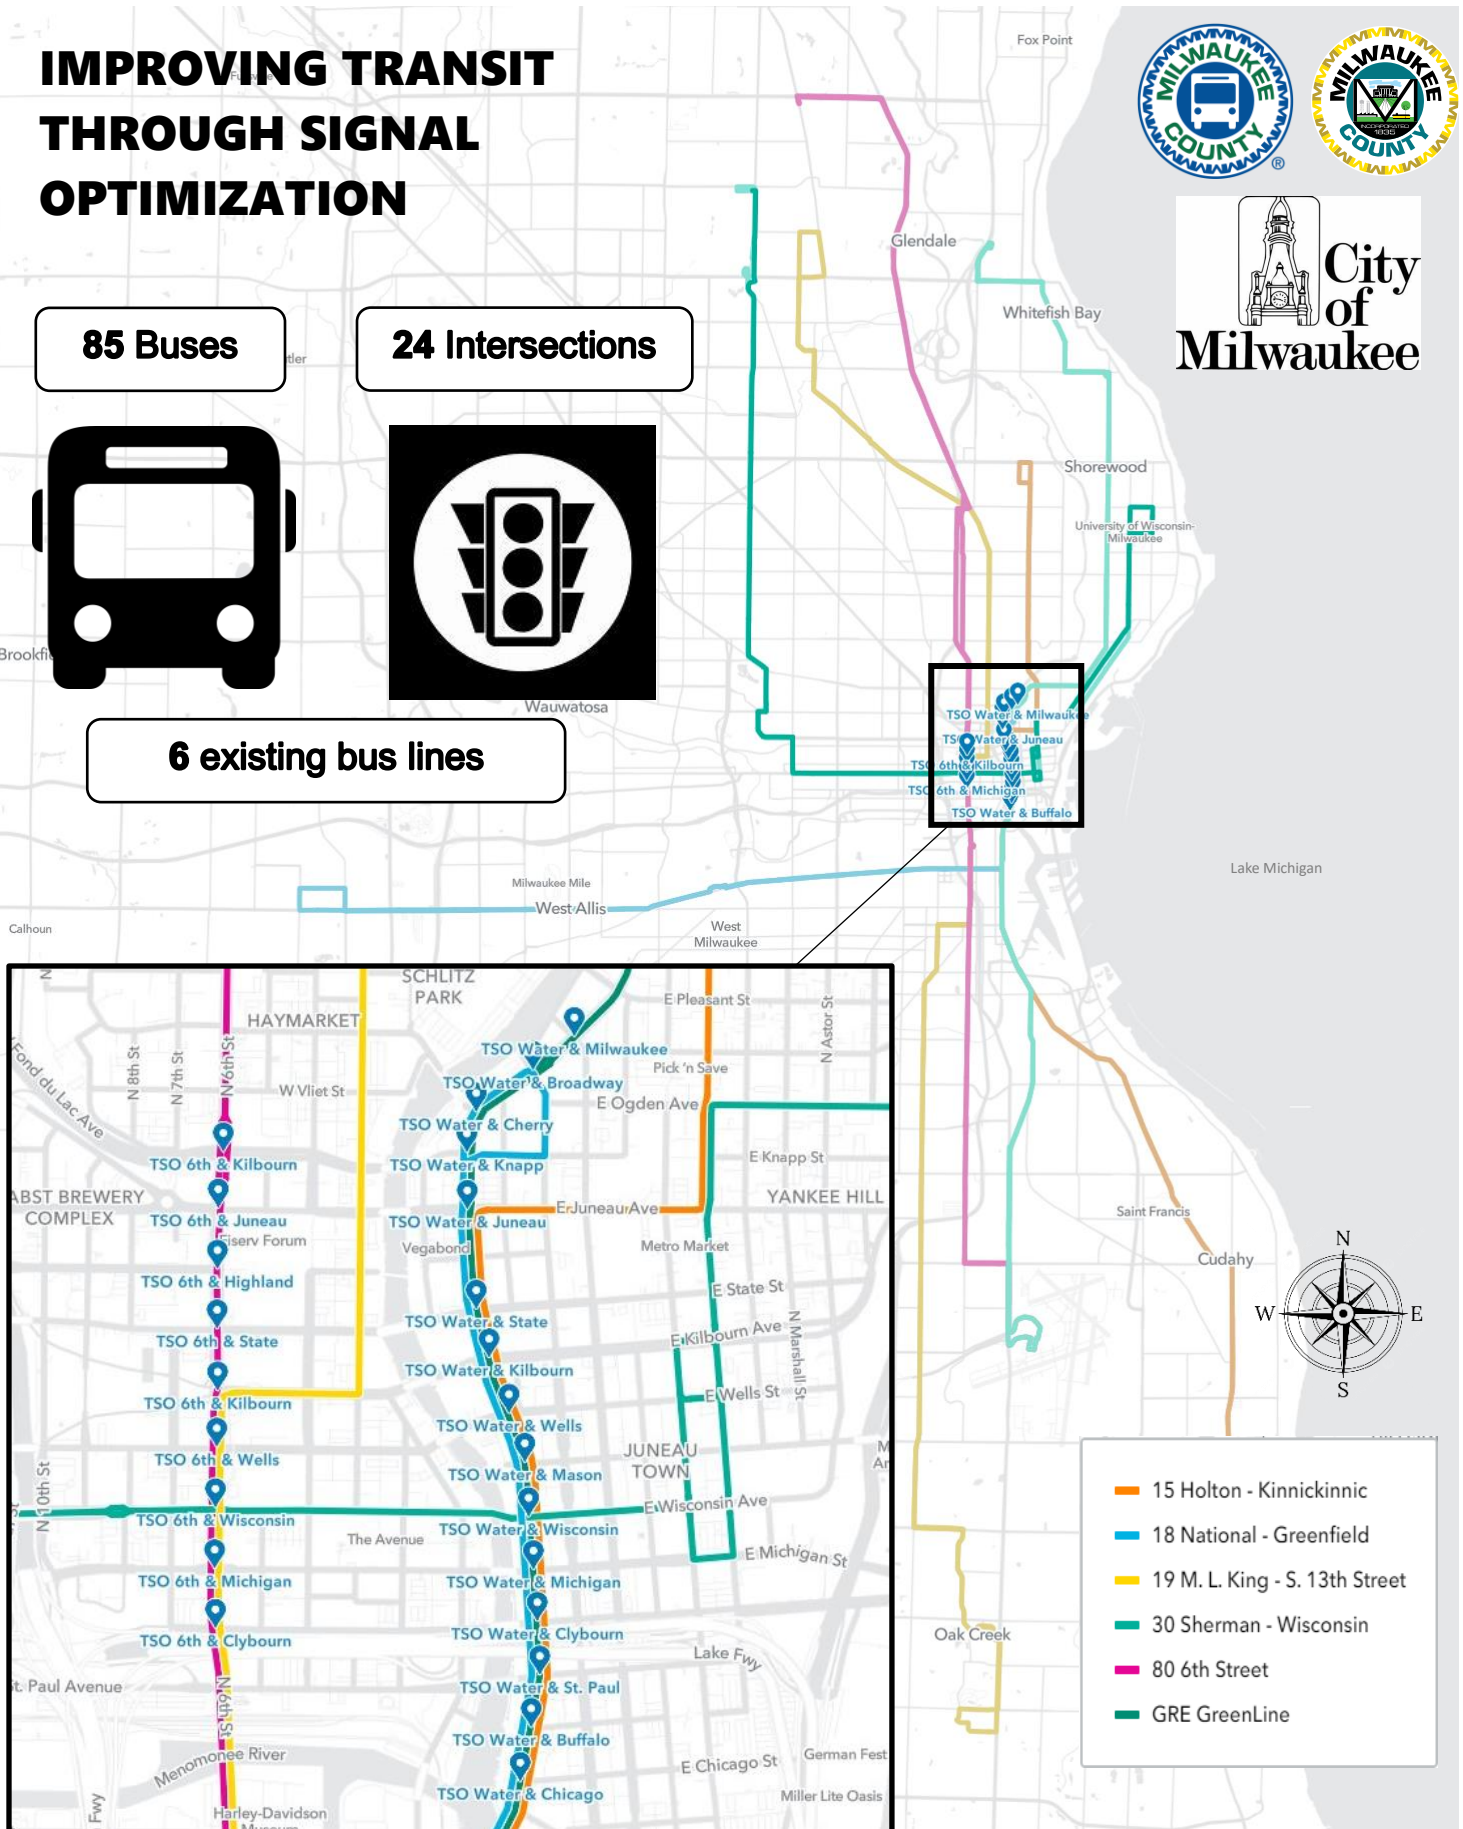 IMPROVING TRANSIT
THROUGH SIGNAL
OPTIMIZATION
85 Buses
24 Intersections
6 existing bus lines
MILWAUKEE
COUNTY
®
MILWAUKEE
INCORPORATED
1835
COUNTY
City
of
Milwaukee
Fox Point
Glendale
Whitefish Bay
Shorewood
University of Wisconsin-
Milwaukee
Wauwatosa
TSO Water & Milwaukee
TSO Water & Juneau
TSO 6th & Kilbourn
TSO 6th & Michigan
TSO Water & Buffalo
Lake Michigan
Milwaukee Mile
West Allis
West
Milwaukee
Calhoun
Saint Francis
Cudahy
Oak Creek
N
W
E
S
SCHLITZ
PARK
HAYMARKET
E Pleasant St
N Astor St
Pick 'n Save
N 8th St
N 7th St
N 6th St
W Vliet St
Fond du Lac Ave
E Ogden Ave
E Knapp St
YANKEE HILL
ABST BREWERY
COMPLEX
Fiserv Forum
Vegabond
E Juneau Ave
Metro Market
E State St
E Kilbourn Ave
N Marshall St
E Wells St
JUNEAU
TOWN
N 10th St
E Wisconsin Ave
The Avenue
E Michigan St
Lake Fwy
t. Paul Avenue
N 6th St
Menomonee River
E Chicago St
German Fest
Miller Lite Oasis
Harley-Davidson
Fwy
TSO Water & Milwaukee
TSO Water & Broadway
TSO Water & Cherry
TSO Water & Knapp
TSO Water & Juneau
TSO Water & State
TSO Water & Kilbourn
TSO Water & Wells
TSO Water & Mason
TSO Water & Wisconsin
TSO Water & Michigan
TSO Water & Clybourn
TSO Water & St. Paul
TSO Water & Buffalo
TSO Water & Chicago
TSO 6th & Kilbourn
TSO 6th & Juneau
TSO 6th & Highland
TSO 6th & State
TSO 6th & Kilbourn
TSO 6th & Wells
TSO 6th & Wisconsin
TSO 6th & Michigan
TSO 6th & Clybourn
15 Holton - Kinnickinnic
18 National - Greenfield
19 M. L. King - S. 13th Street
30 Sherman - Wisconsin
80 6th Street
GRE GreenLine